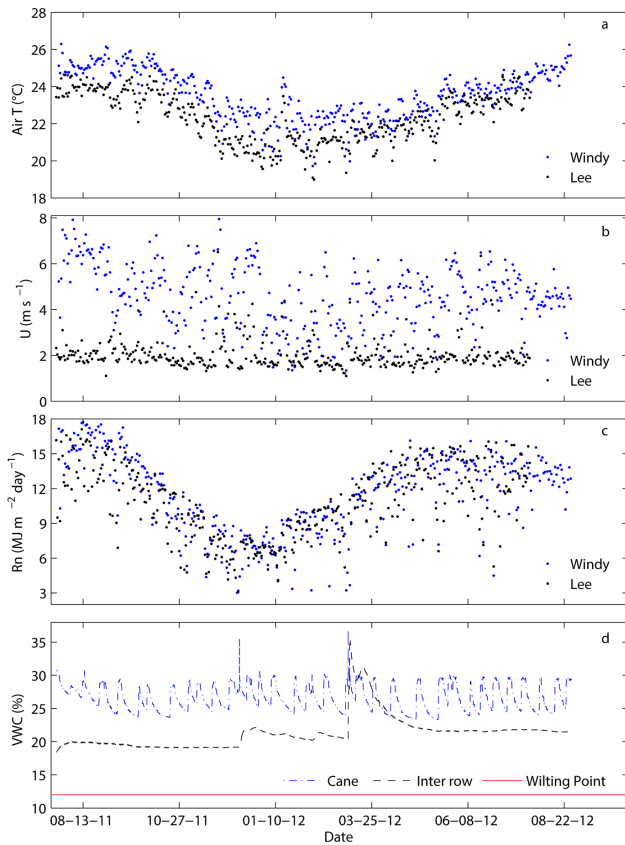 26
a
24
22
20
18
Air T (°C)
Windy
Lee
8
b
6
4
2
0
U (m s −1)
Windy
Lee
18
c
15
12
9
6
3
Rn (MJ m−2 day−1)
Windy
Lee
35
d
30
25
20
15
10
VWC (%)
Cane Inter row Wilting Point
08−13−11 10−27−11 01−10−12 03−25−12 06−08−12 08−22−12
Date